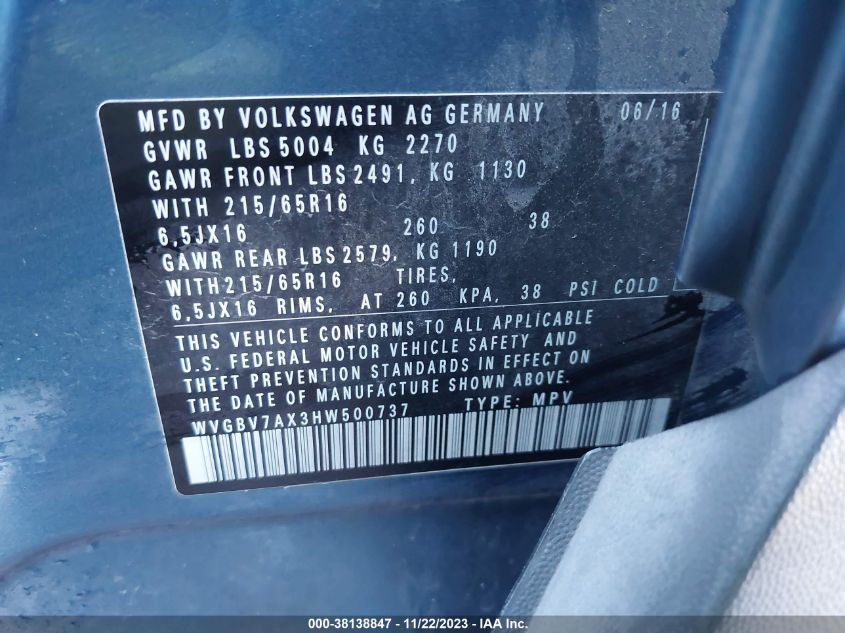 MFD BY VOLKSWAGEN AG GERMANY 06/16
GVWR LBS 5004 KG 2270
GAWR FRONT LBS 2491, KG 1130
WITH 215/65R16
6,5JX16 260 38
GAWR REAR LBS 2579, KG 1190
WITH 215/65R16 TIRES,
6,5JX16 RIMS, AT 260 KPA, 38 PSI COLD
THIS VEHICLE CONFORMS TO ALL APPLICABLE
U.S. FEDERAL MOTOR VEHICLE SAFETY AND
THEFT PREVENTION STANDARDS IN EFFECT ON
THE DATE OF MANUFACTURE SHOWN ABOVE.
WVGBV7AX3HW500737 TYPE: MPV
000-38138847 - 11/22/2023 - IAA Inc.